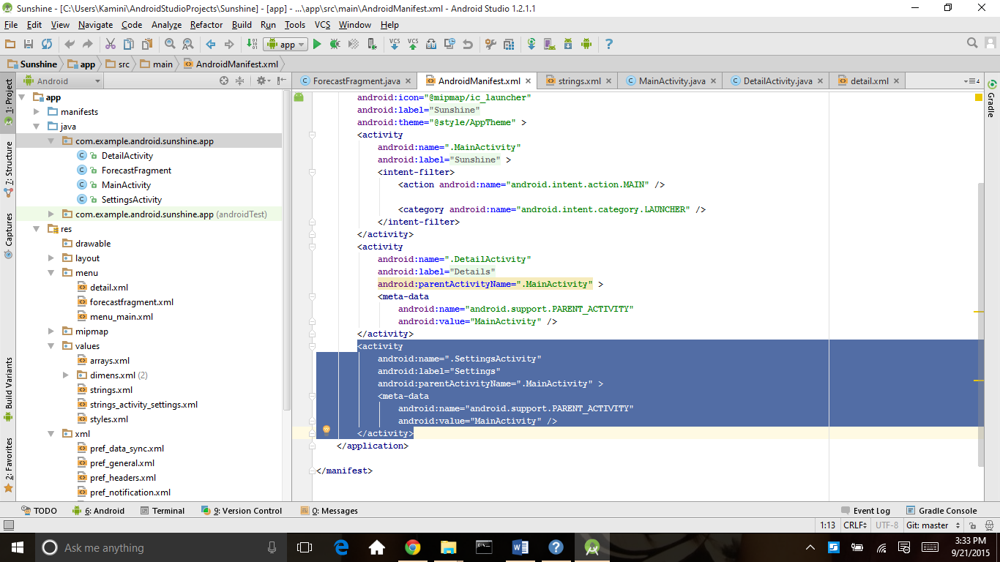 Sunshine - [C:\Users\Kamini\AndroidStudioProjects\Sunshine] - [app] - ...\app\src\main\AndroidManifest.xml - Android Studio 1.2.1.1
File Edit View Navigate Code Analyze Refactor Build Run Tools VCS Window Help
app
VCS VCS
Sunshine app src main AndroidManifest.xml
Android
ForecastFragment.java AndroidManifest.xml strings.xml MainActivity.java DetailActivity.java detail.xml
1: Project
7: Structure
Captures
Build Variants
2: Favorites
app
manifests
java
com.example.android.sunshine.app
DetailActivity
ForecastFragment
MainActivity
SettingsActivity
com.example.android.sunshine.app (androidTest)
res
drawable
layout
menu
detail.xml
forecastfragment.xml
menu_main.xml
mipmap
values
arrays.xml
dimens.xml (2)
strings.xml
strings_activity_settings.xml
styles.xml
xml
pref_data_sync.xml
pref_general.xml
pref_headers.xml
pref_notification.xml
android:icon="@mipmap/ic_launcher"
android:label="Sunshine"
android:theme="@style/AppTheme" >
<activity
android:name=".MainActivity"
android:label="Sunshine" >
<intent-filter>
<action android:name="android.intent.action.MAIN" />
<category android:name="android.intent.category.LAUNCHER" />
</intent-filter>
</activity>
<activity
android:name=".DetailActivity"
android:label="Details"
android:parentActivityName=".MainActivity" >
<meta-data
android:name="android.support.PARENT_ACTIVITY"
android:value="MainActivity" />
</activity>
<activity
android:name=".SettingsActivity"
android:label="Settings"
android:parentActivityName=".MainActivity" >
<meta-data
android:name="android.support.PARENT_ACTIVITY"
android:value="MainActivity" />
</activity>
</application>
</manifest>
Gradle
TODO 6: Android Terminal 9: Version Control 0: Messages Event Log Gradle Console
1:13 CRLF UTF-8 Git: master
Ask me anything
3:33 PM
9/21/2015